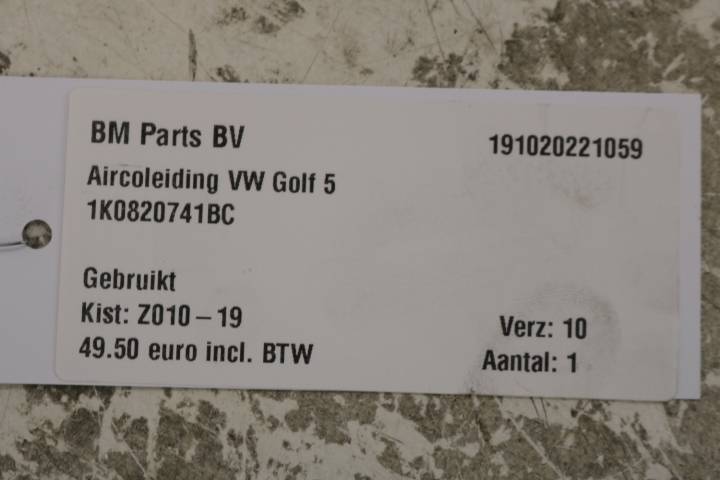 BM Parts BV
191020221059
Aircoleiding VW Golf 5
1K0820741BC
Gebruikt
Kist: Z010-19
Verz: 10
49.50 euro incl. BTW
Aantal: 1